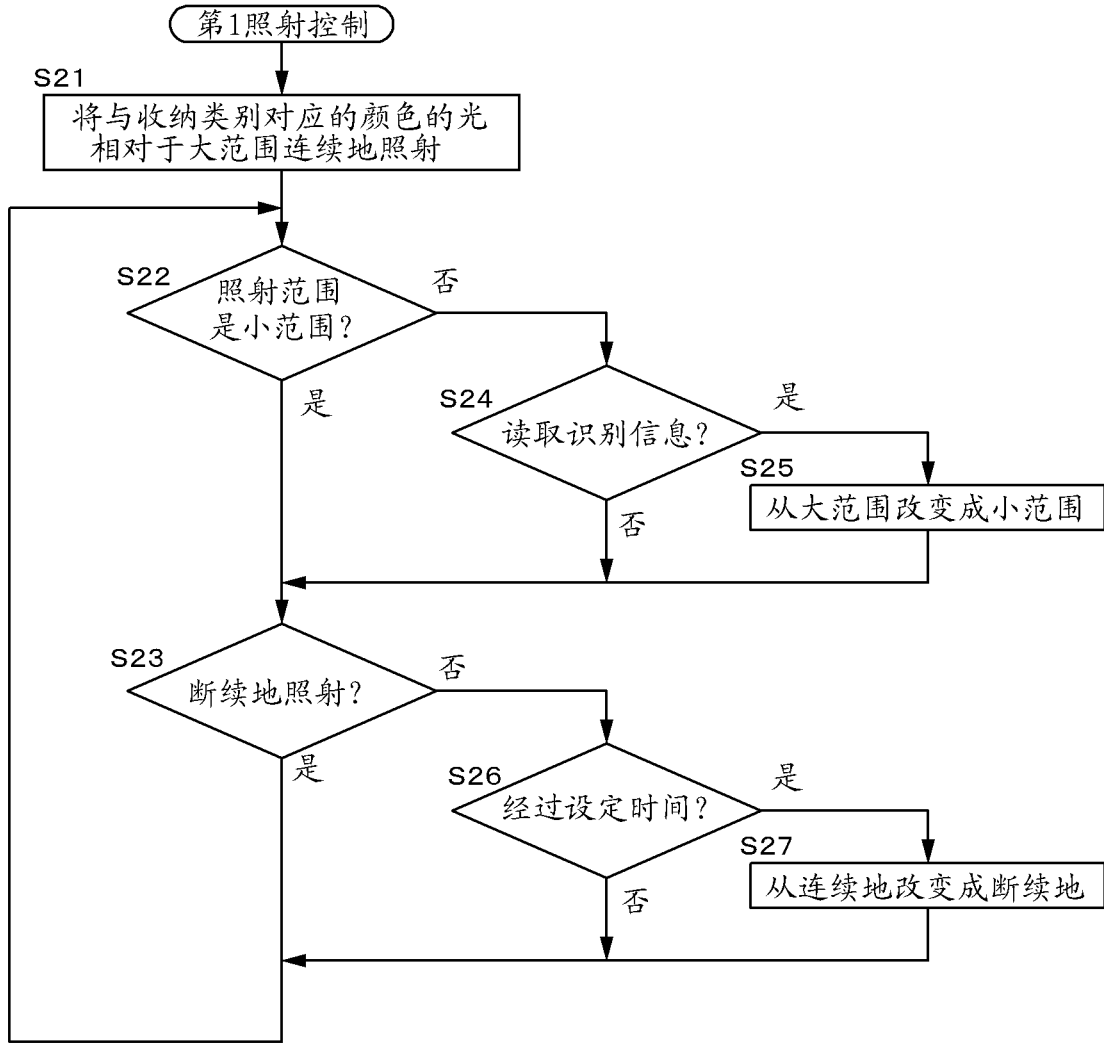 第1照射控制
S21
将与收纳类别对应的颜色的光
相对于大范围连续地照射
S22
照射范围
是小范围?
否
是
S24
读取识别信息?
是
否
S25
从大范围改变成小范围
S23
断续地照射?
否
是
S26
经过设定时间?
是
否
S27
从连续地改变成断续地